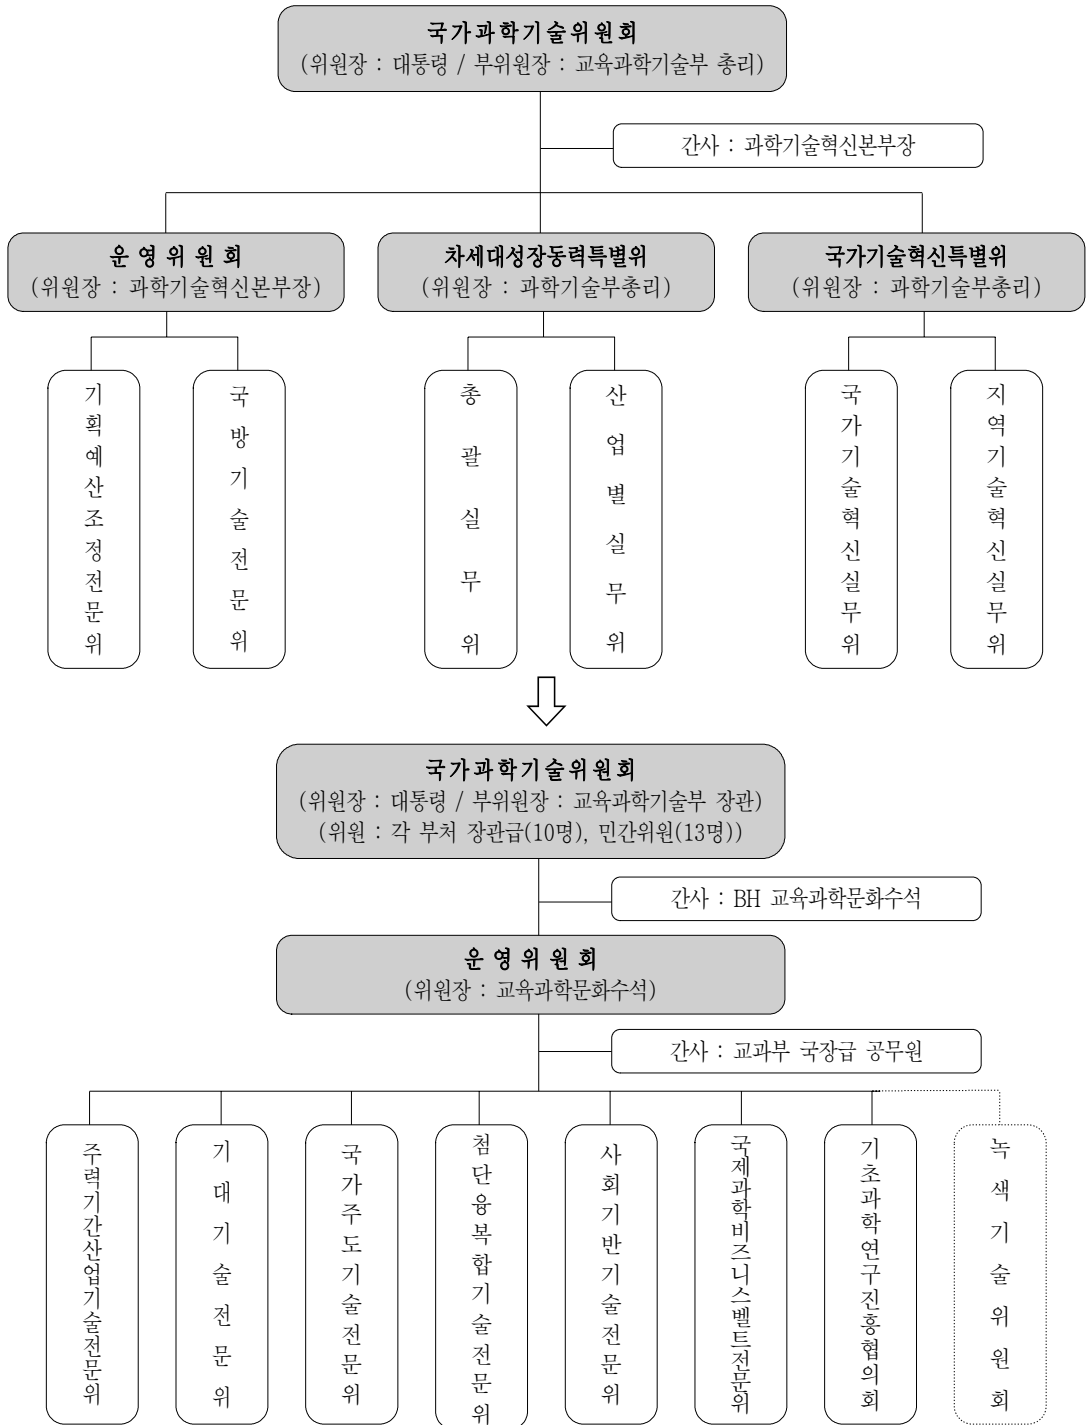 국가과학기술위원회
(위원장 : 대통령 / 부위원장 : 교육과학기술부 총리)
간사 : 과학기술혁신본부장
운 영 위 원 회
(위원장 : 과학기술혁신본부장)
차세대성장동력특별위
(위원장 : 과학기술부총리)
국가기술혁신특별위
(위원장 : 과학기술부총리)
기획예산조정전문위
국방기술전문위
총괄실무위
산업별실무위
국가기술혁신실무위
지역기술혁신실무위
국가과학기술위원회
(위원장 : 대통령 / 부위원장 : 교육과학기술부 장관)
(위원 : 각 부처 장관급(10명), 민간위원(13명))
간사 : BH 교육과학문화수석
운 영 위 원 회
(위원장 : 교육과학문화수석)
간사 : 교과부 국장급 공무원
주력기간산업기술전문위
기대기술전문위
국가주도기술전문위
첨단융복합기술전문위
사회기반기술전문위
국제과학비즈니스벨트전문위
기초과학연구진흥협의회
녹색기술위원회